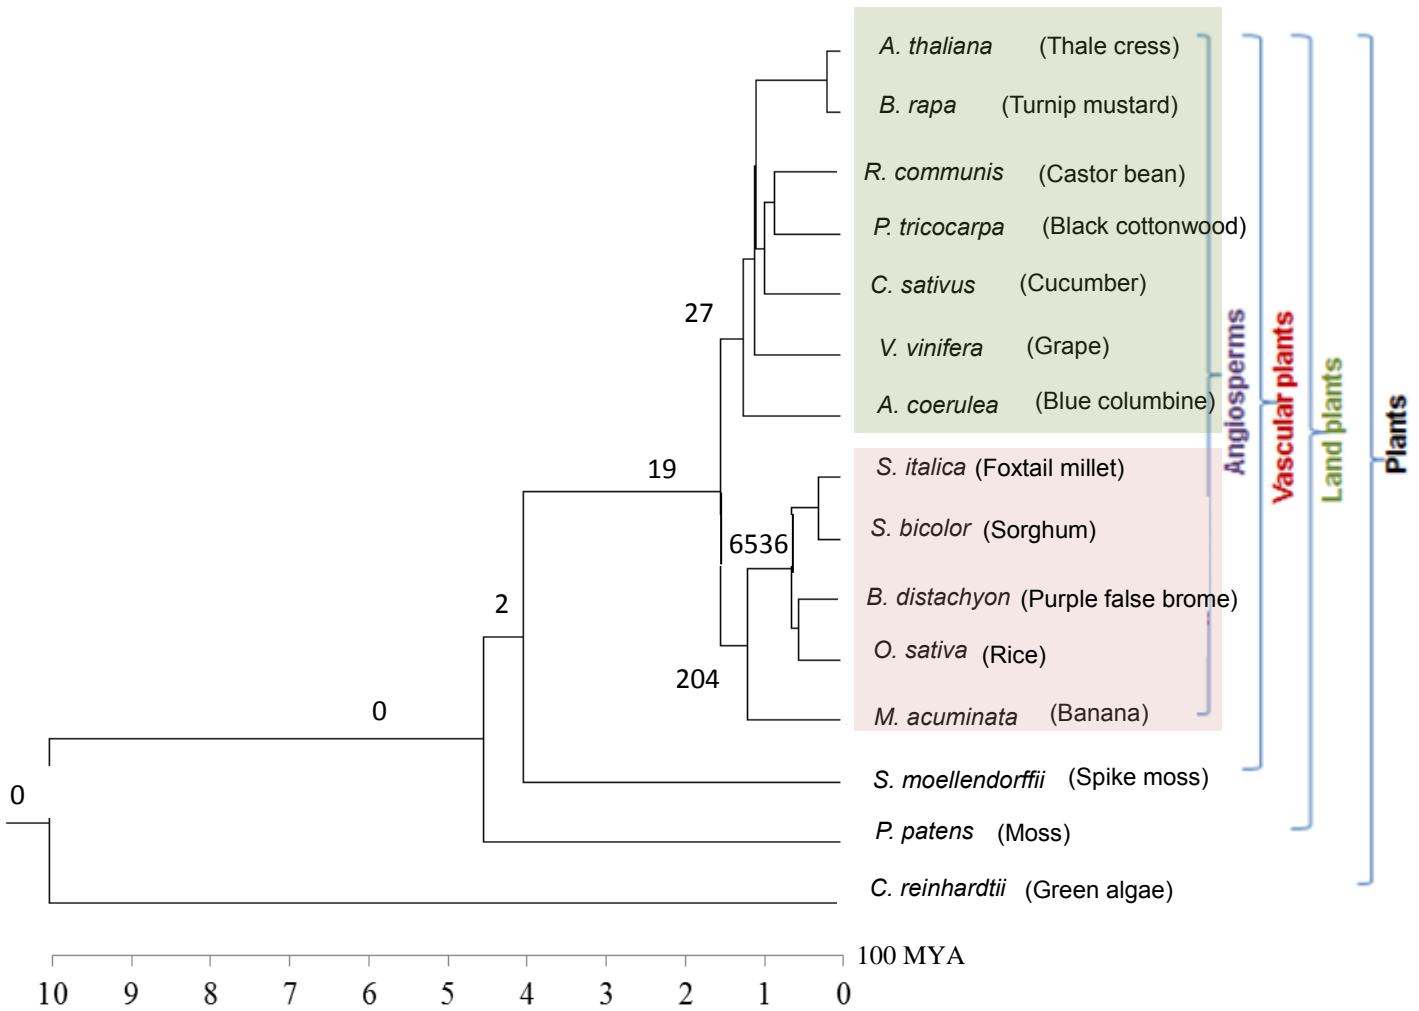 A. thaliana (Thale cress)
B. rapa (Turnip mustard)
R. communis (Castor bean)
P. tricocarpa (Black cottonwood)
C. sativus (Cucumber)
27
V. vinifera (Grape)
A. coerulea (Blue columbine)
19
S. italica (Foxtail millet)
S. bicolor (Sorghum)
6536
B. distachyon (Purple false brome)
2
O. sativa (Rice)
204
M. acuminata (Banana)
0
S. moellendorffii (Spike moss)
0
P. patens (Moss)
C. reinhardtii (Green algae)
Angiosperms
Vascular plants
Land plants
Plants
100 MYA
10 9 8 7 6 5 4 3 2 1 0